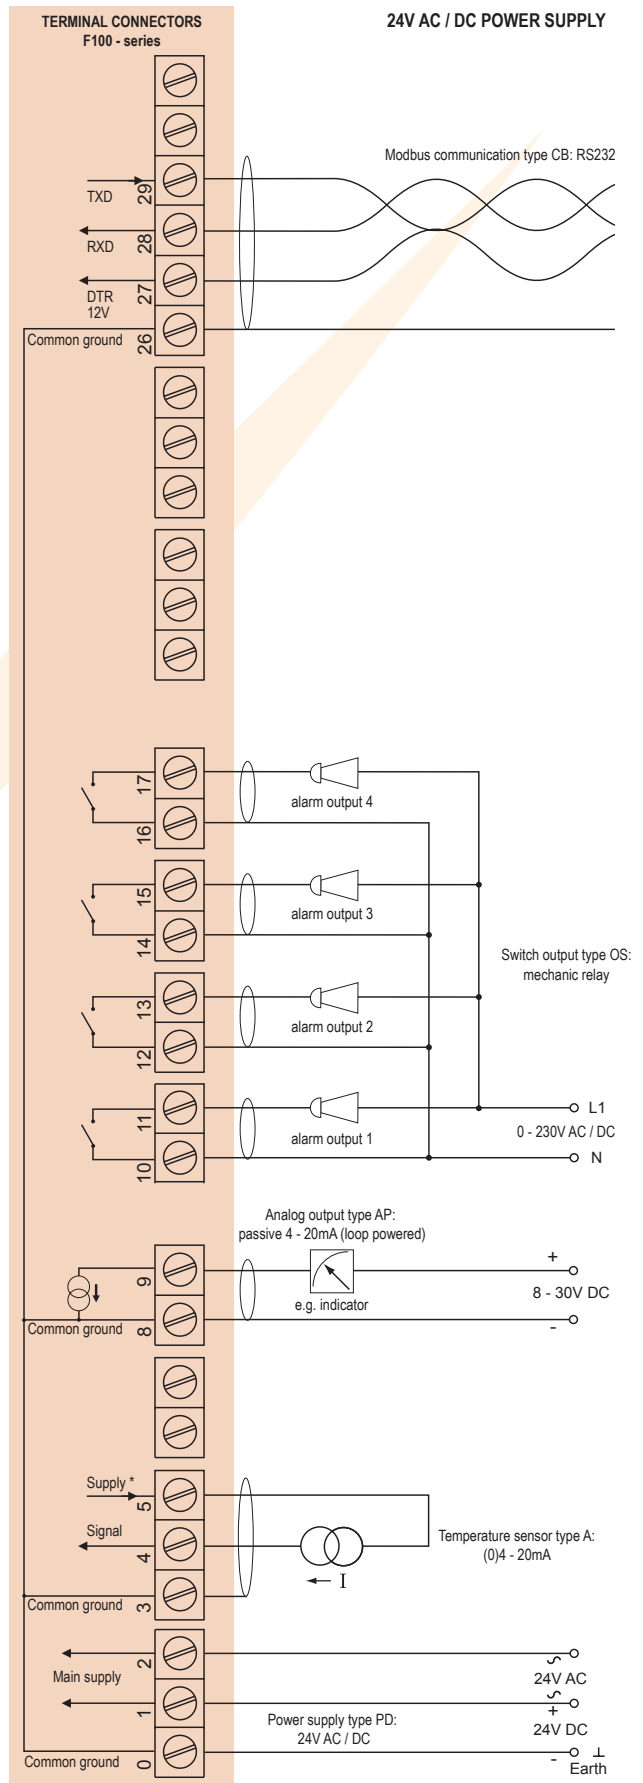 TERMINAL CONNECTORS
F100 - series
24V AC / DC POWER SUPPLY
Modbus communication type CB: RS232
TXD
29
RXD
28
DTR
12V
27
Common ground
26
17
alarm output 4
16
15
alarm output 3
14
Switch output type OS:
mechanic relay
13
alarm output 2
12
11
L1
0 - 230V AC / DC
alarm output 1
10
N
Analog output type AP:
passive 4 - 20mA (loop powered)
9
+
8 - 30V DC
e.g. indicator
Common ground
8
-
Supply *
5
Signal
4
Temperature sensor type A:
(0)4 - 20mA
I
Common ground
3
2
Main supply
24V AC
1
+
Power supply type PD:
24V AC / DC
24V DC
Common ground
0
-
Earth